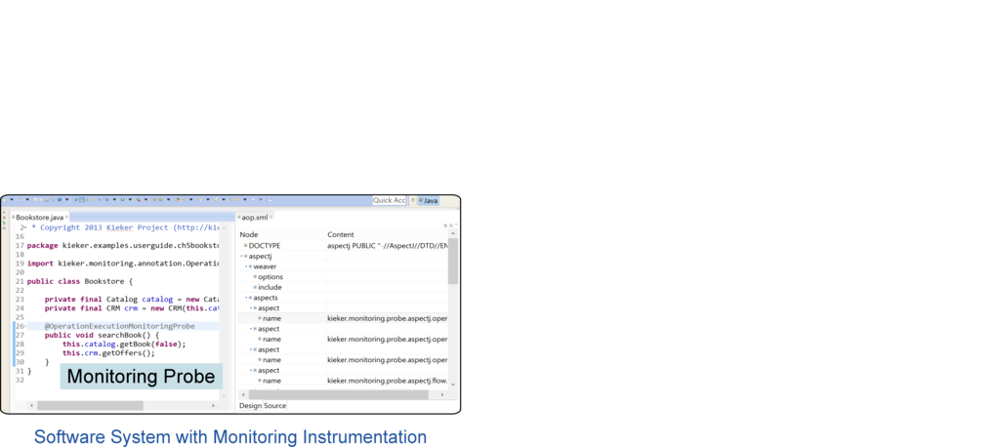 Quick Acc
Java
Bookstore.java
aop.xml
2 * Copyright 2013 Kieker Project (http://kie
16
17 package kieker.examples.userguide.ch5booksto
18
19 import kieker.monitoring.annotation.Operatio
20
21 public class Bookstore {
22
23 private final Catalog catalog = new Cata
24 private final CRM crm = new CRM(this.cat
25
26 @OperationExecutionMonitoringProbe
27 public void searchBook() {
28 this.catalog.getBook(false);
29 this.crm.getOffers();
30 }
31 }
32
Monitoring Probe
Node Content
DOCTYPE aspectj PUBLIC "-//AspectJ//DTD//EN
aspectj
weaver
options
include
aspects
aspect
name kieker.monitoring.probe.aspectj.oper
aspect
name kieker.monitoring.probe.aspectj.oper
aspect
name kieker.monitoring.probe.aspectj.oper
aspect
name kieker.monitoring.probe.aspectj.flow.
Design Source
Software System with Monitoring Instrumentation